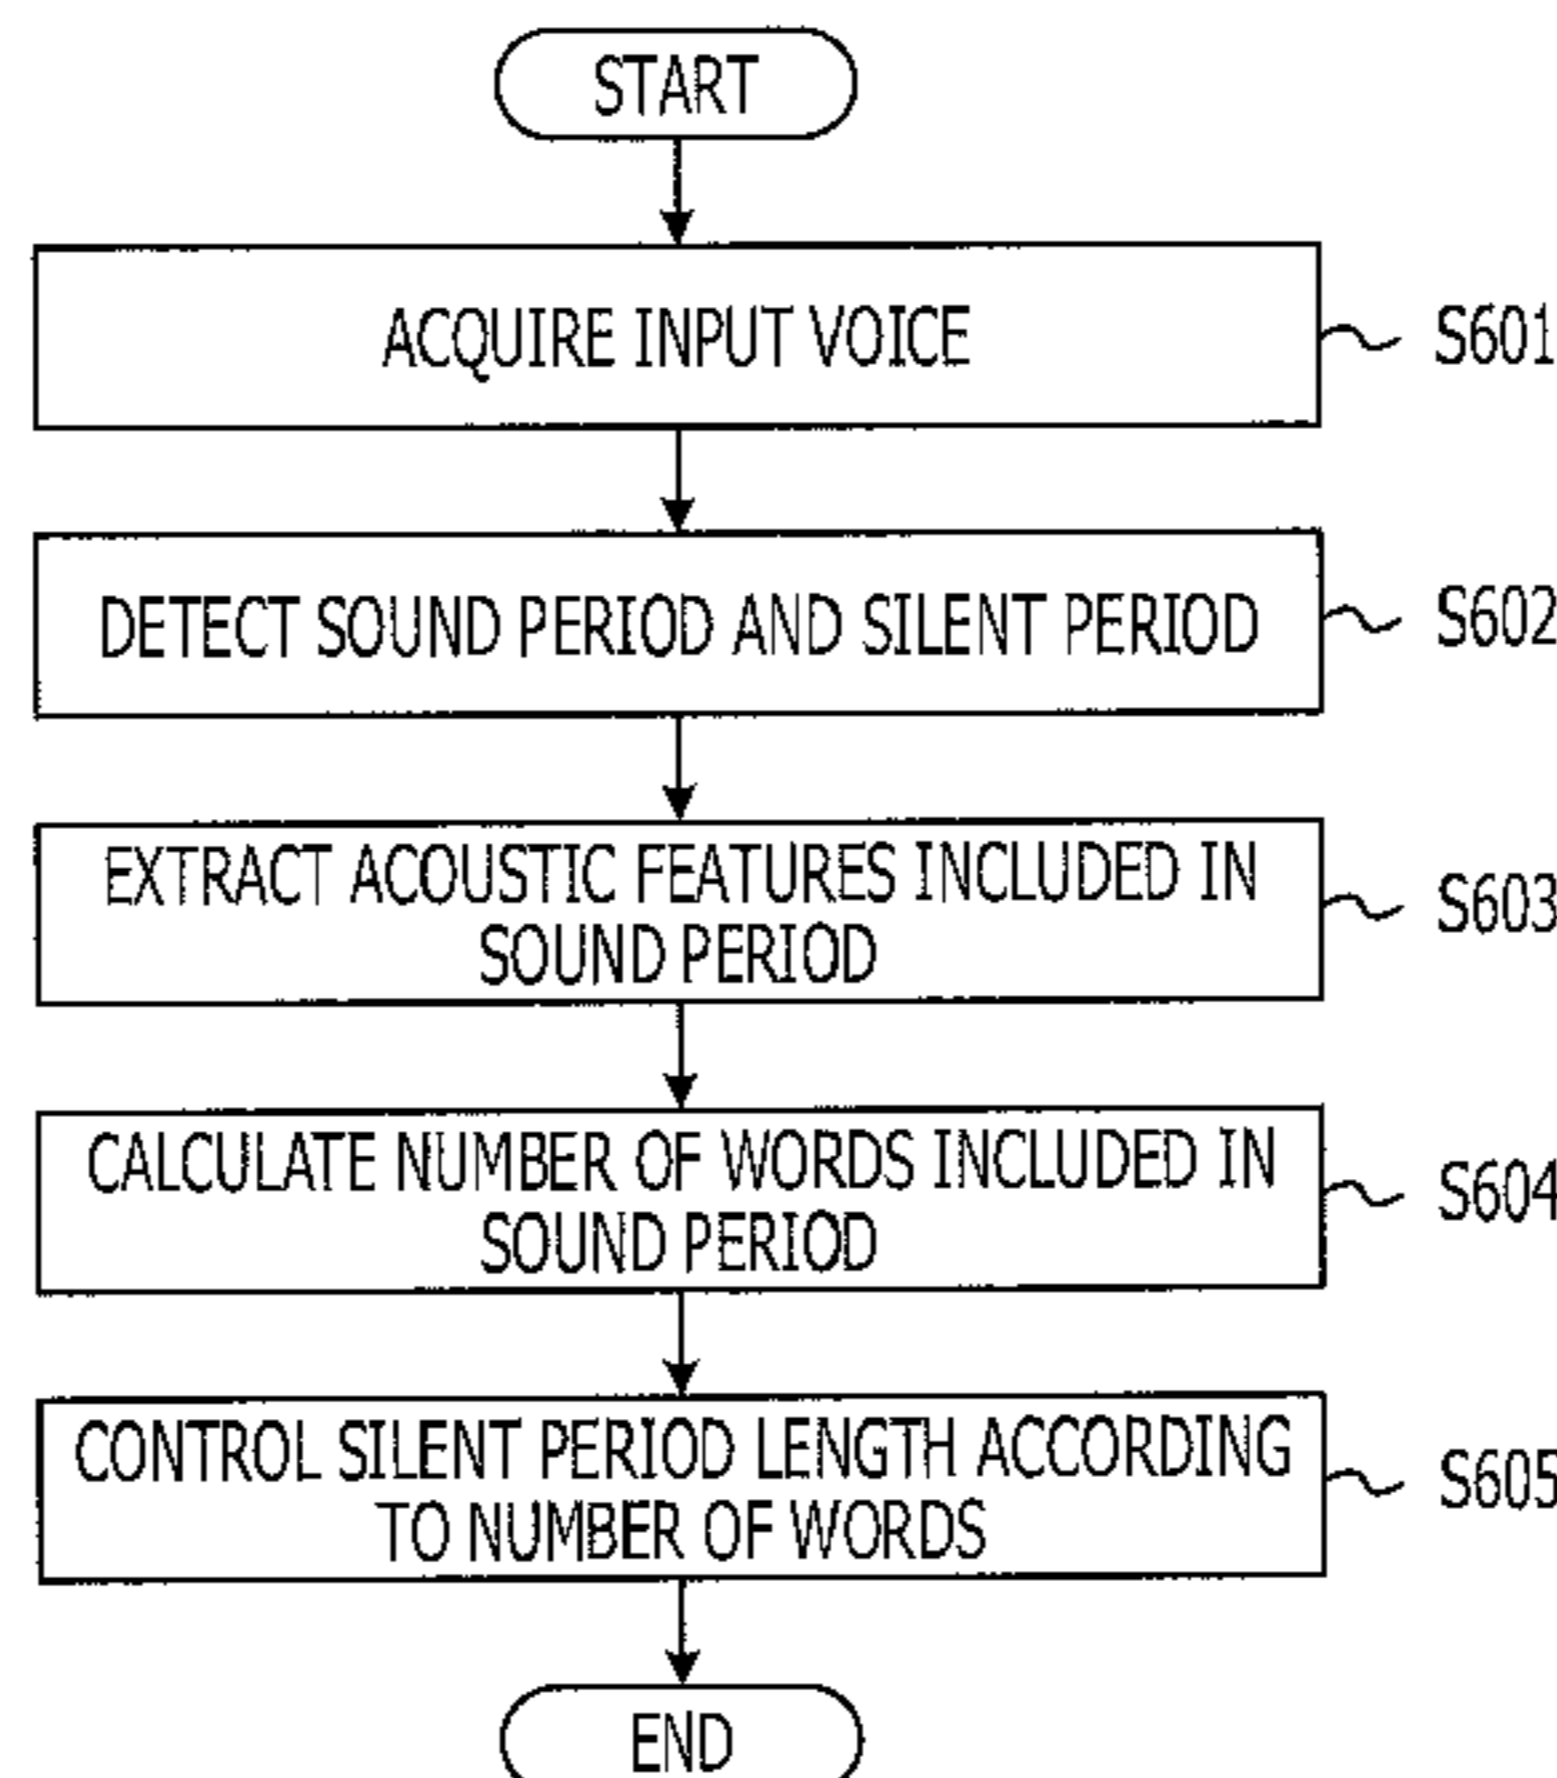 START
ACQUIRE INPUT VOICE
S601
DETECT SOUND PERIOD AND SILENT PERIOD
S602
EXTRACT ACOUSTIC FEATURES INCLUDED IN
SOUND PERIOD
S603
CALCULATE NUMBER OF WORDS INCLUDED IN
SOUND PERIOD
S604
CONTROL SILENT PERIOD LENGTH ACCORDING
TO NUMBER OF WORDS
S605
END